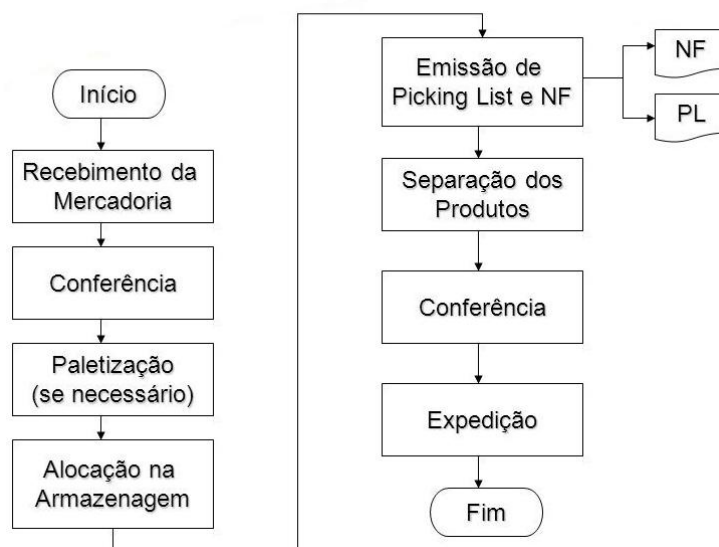 Início
Recebimento da
Mercadoria
Conferência
Paletização
(se necessário)
Alocação na
Armazenagem
Emissão de
Picking List e NF
NF
PL
Separação dos
Produtos
Conferência
Expedição
Fim